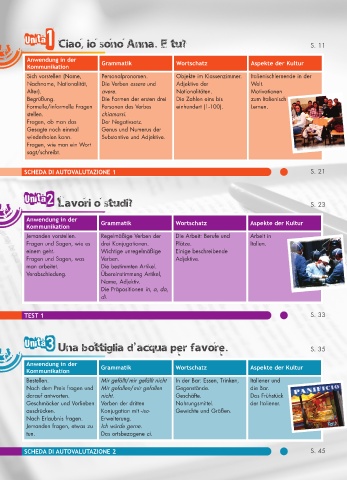 Unità 1 Ciao, io sono Anna. E tu? S. 11
Anwendung in der Kommunikation
Grammatik
Wortschatz
Aspekte der Kultur
Sich vorstellen (Name,
Nachname, Nationalität,
Alter).
Begrüßung.
Formelle/informelle Fragen
stellen.
Fragen, ob man das
Gesagte noch einmal
wiederholen kann.
Fragen, wie man ein Wort
sagt/schreibt.
Personalpronomen.
Die Verben essere und
avere.
Die Formen der ersten drei
Personen des Verbes
chiamarsi.
Der Negativsatz.
Genus und Numerus der
Substantive und Adjektive.
Objekte im Klassenzimmer.
Adjektive der
Nationalitäten.
Die Zahlen eins bis
einhundert (1-100).
Italienischlernende in der
Welt.
Motivationen
zum Italienisch
lernen.
SCHEDA DI AUTOVALUTAZIONE 1 S. 21
Unità 2 Lavori o studi? S. 23
Anwendung in der
Kommunikation
Grammatik
Wortschatz
Aspekte der Kultur
Jemanden vorstellen.
Fragen und Sagen, wie es
einem geht.
Fragen und Sagen, was
man arbeitet.
Verabschiedung.
Regelmäßige Verben der
drei Konjugationen.
Wichtige unregelmäßige
Verben.
Die bestimmten Artikel.
Übereinstimmung Artikel,
Name, Adjektiv.
Die Präpositionen in, a, da,
di.
Die Arbeit: Berufe und
Plätze.
Einige beschreibende
Adjektive.
Arbeit in
Italien.
TEST 1 S. 33
Unità 3 Una bottiglia d'acqua per favore. S. 35
Anwendung in der
Kommunikation
Grammatik
Wortschatz
Aspekte der Kultur
Bestellen.
Nach dem Preis fragen und
darauf antworten.
Geschmäcker und Vorlieben
ausdrücken.
Nach Erlaubnis fragen.
Jemanden fragen, etwas zu
tun.
Mir gefällt/mir gefällt nicht
Mir gefallen/mir gefallen
nicht.
Verben der dritten
Konjugation mit -isc-
Erweiterung.
Ich würde gerne.
Das ortsbezogene ci.
In der Bar: Essen, Trinken,
Gegenstände.
Geschäfte.
Nahrungsmittel.
Gewichte und Größen.
Italiener und
die Bar.
Das Frühstück
der Italiener.
PANIFICIO
SCHEDA DI AUTOVALUTAZIONE 2 S. 45